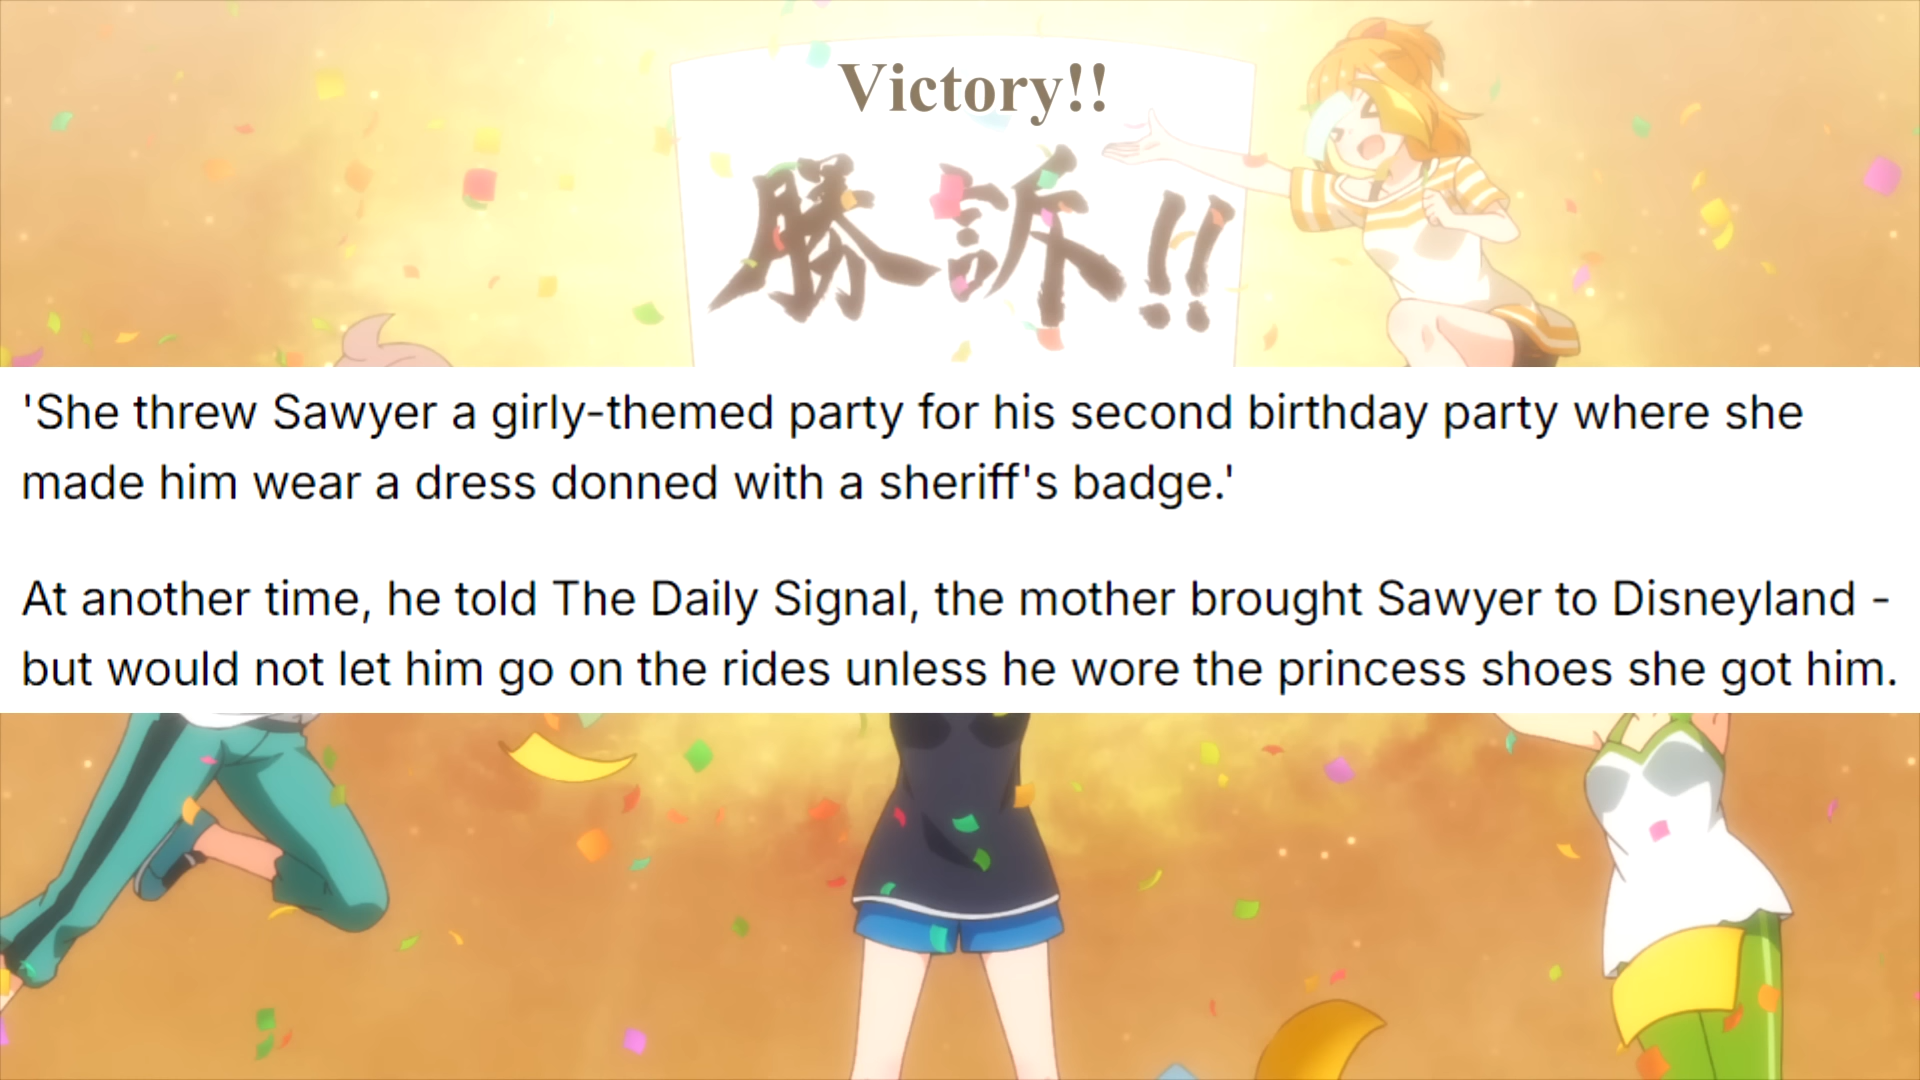 Victory!!
勝訴!!
'She threw Sawyer a girly-themed party for his second birthday party where she
made him wear a dress donned with a sheriff's badge.'
At another time, he told The Daily Signal, the mother brought Sawyer to Disneyland -
but would not let him go on the rides unless he wore the princess shoes she got him.